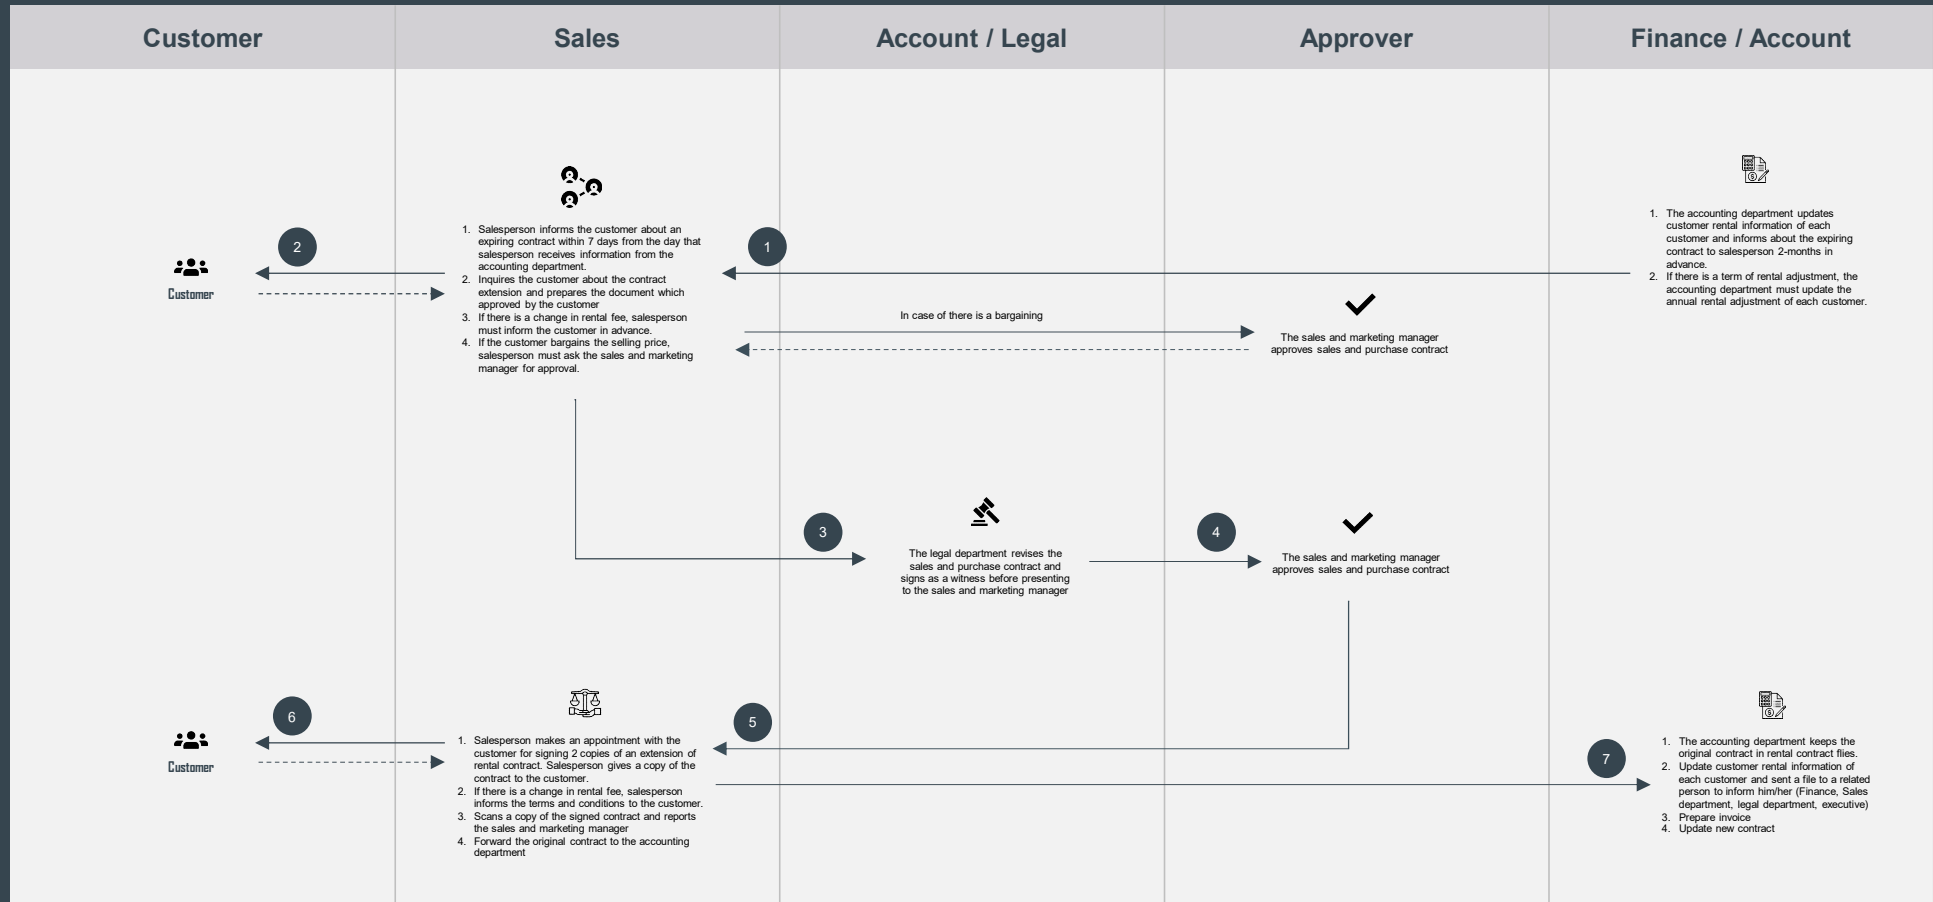 Customer
Sales
Account / Legal
Approver
Finance / Account
1. The accounting department updates
customer rental information of each
customer and informs about the expiring
contract to salesperson 2-months in
advance.
2. If there is a term of rental adjustment, the
accounting department must update the
annual rental adjustment of each customer.
1
1. Salesperson informs the customer about an
expiring contract within 7 days from the day that
salesperson receives information from the
accounting department.
2. Inquires the customer about the contract
extension and prepares the document which
approved by the customer
3. If there is a change in rental fee, salesperson
must inform the customer in advance.
4. If the customer bargains the selling price,
salesperson must ask the sales and marketing
manager for approval.
2
Customer
In case of there is a bargaining
The sales and marketing manager
approves sales and purchase contract
3
The legal department revises the
sales and purchase contract and
signs as a witness before presenting
to the sales and marketing manager
4
The sales and marketing manager
approves sales and purchase contract
5
1. Salesperson makes an appointment with the
customer for signing 2 copies of an extension of
rental contract. Salesperson gives a copy of the
contract to the customer.
2. If there is a change in rental fee, salesperson
informs the terms and conditions to the customer.
3. Scans a copy of the signed contract and reports
the sales and marketing manager
4. Forward the original contract to the accounting
department
6
Customer
7
1. The accounting department keeps the
original contract in rental contract flies.
2. Update customer rental information of
each customer and sent a file to a related
person to inform him/her (Finance, Sales
department, legal department, executive)
3. Prepare invoice
4. Update new contract